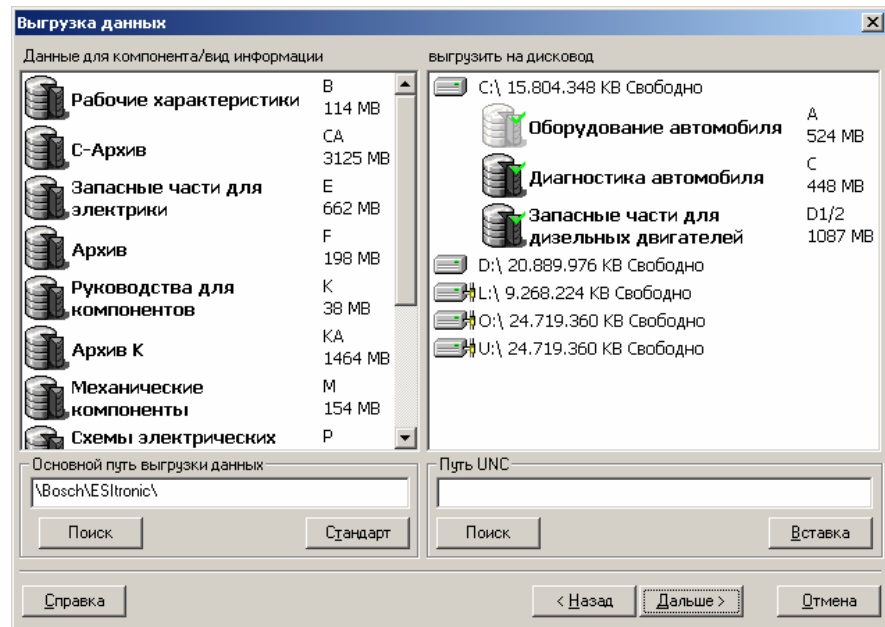 Выгрузка данных
Данные для компонента/вид информации
Рабочие характеристики
B
114 MB
С-Архив
CA
3125 MB
Запасные части для
электрики
E
662 MB
Архив
F
198 MB
Руководства для
компонентов
K
38 MB
Архив К
KA
1464 MB
Механические
компоненты
M
154 MB
Схемы электрических
P
выгрузить на дисковод
C:\ 15.804.348 KB Свободно
Оборудование автомобиля
A
524 MB
Диагностика автомобиля
C
448 MB
Запасные части для
дизельных двигателей
D1/2
1087 MB
D:\ 20.889.976 KB Свободно
L:\ 9.268.224 KB Свободно
O:\ 24.719.360 KB Свободно
U:\ 24.719.360 KB Свободно
Основной путь выгрузки данных
\Bosch\ESItronic\
Поиск
Стандарт
Путь UNC
Поиск
Вставка
Справка
< Назад
Дальше >
Отмена